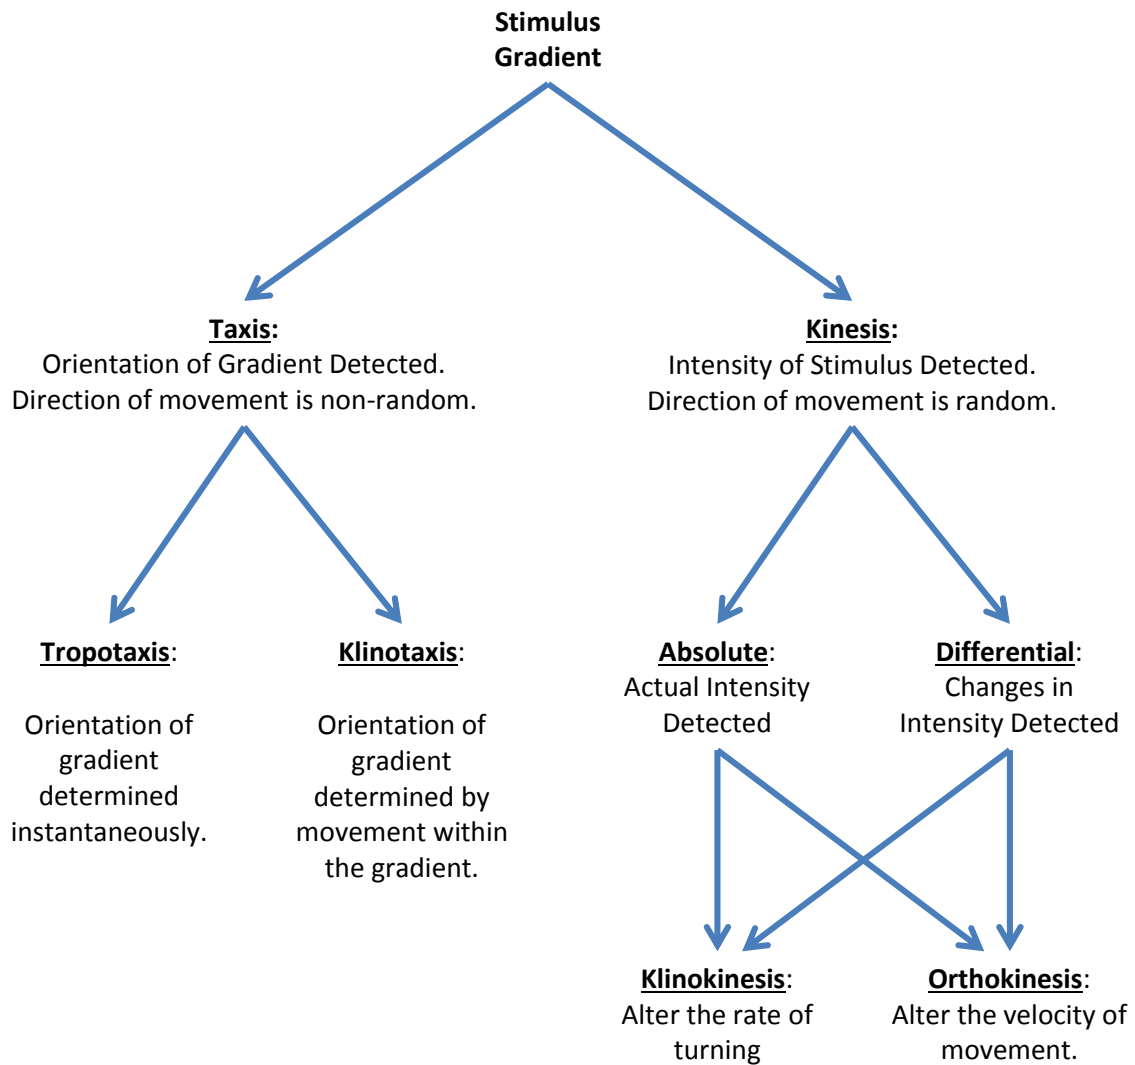 Stimulus
Gradient
Taxis:
Orientation of Gradient Detected.
Direction of movement is non-random.
Kinesis:
Intensity of Stimulus Detected.
Direction of movement is random.
Tropotaxis:
Orientation of
gradient
determined
instantaneously.
Klinotaxis:
Orientation of
gradient
determined by
movement within
the gradient.
Absolute:
Actual Intensity
Detected
Differential:
Changes in
Intensity Detected
Klinokinesis:
Alter the rate of
turning
Orthokinesis:
Alter the velocity of
movement.